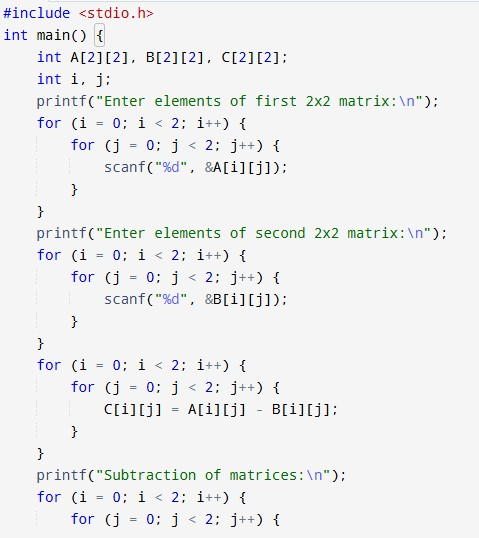 #include <stdio.h>
int main() {
    int A[2][2], B[2][2], C[2][2];
    int i, j;
    printf("Enter elements of first 2x2 matrix:\n");
    for (i = 0; i < 2; i++) {
        for (j = 0; j < 2; j++) {
            scanf("%d", &A[i][j]);
        }
    }
    printf("Enter elements of second 2x2 matrix:\n");
    for (i = 0; i < 2; i++) {
        for (j = 0; j < 2; j++) {
            scanf("%d", &B[i][j]);
        }
    }
    for (i = 0; i < 2; i++) {
        for (j = 0; j < 2; j++) {
            C[i][j] = A[i][j] - B[i][j];
        }
    }
    printf("Subtraction of matrices:\n");
    for (i = 0; i < 2; i++) {
        for (j = 0; j < 2; j++) {